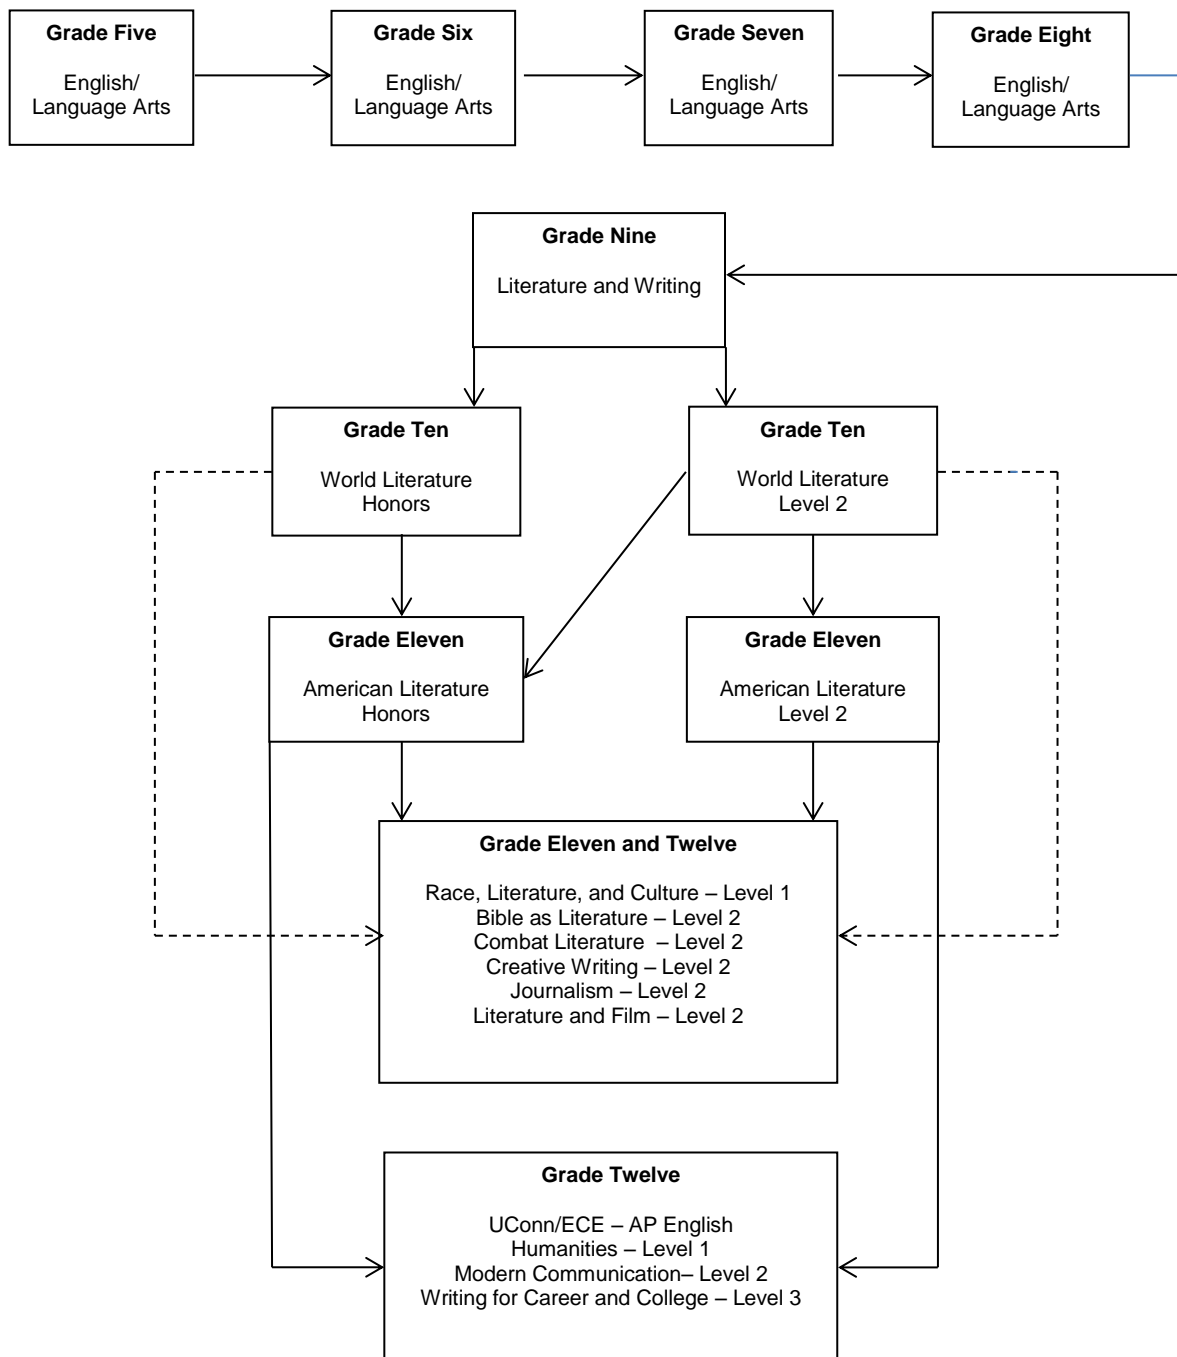 Grade Five
English/
Language Arts
Grade Six
English/
Language Arts
Grade Seven
English/
Language Arts
Grade Eight
English/
Language Arts
Grade Nine
Literature and Writing
Grade Ten
World Literature
Honors
Grade Ten
World Literature
Level 2
Grade Eleven
American Literature
Honors
Grade Eleven
American Literature
Level 2
Grade Eleven and Twelve
Race, Literature, and Culture – Level 1
Bible as Literature – Level 2
Combat Literature – Level 2
Creative Writing – Level 2
Journalism – Level 2
Literature and Film – Level 2
Grade Twelve
UConn/ECE – AP English
Humanities – Level 1
Modern Communication– Level 2
Writing for Career and College – Level 3